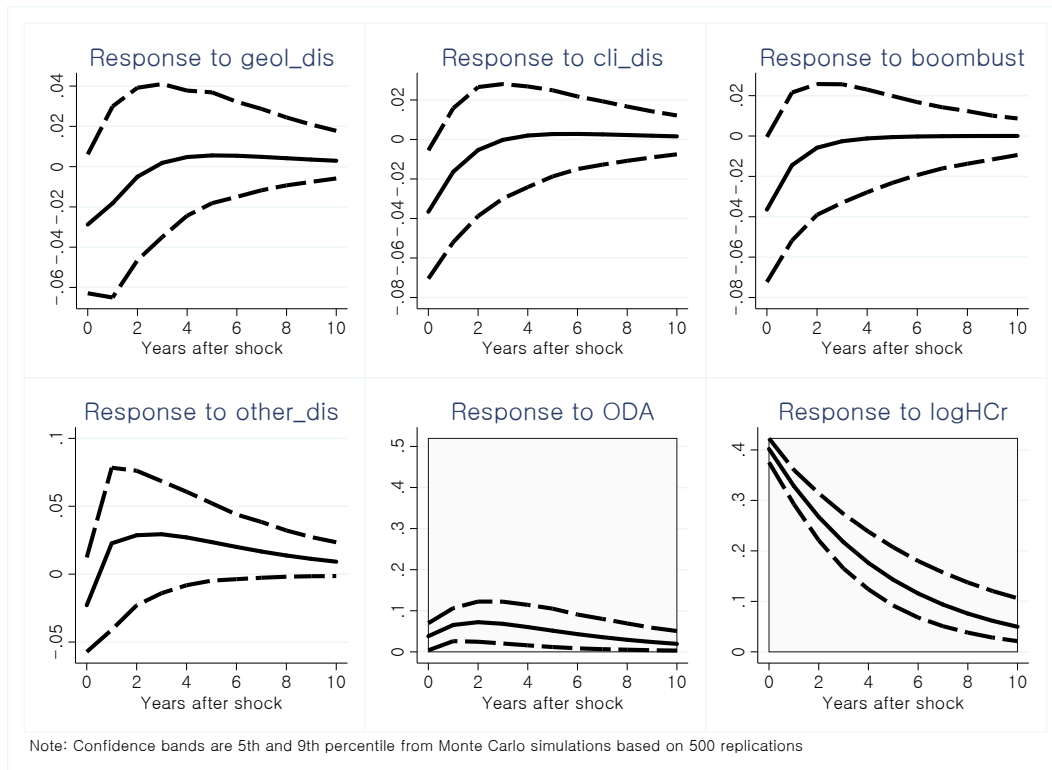 Response to geol_dis
.04
.02
0
-.02
-.04
-.06
0 2 4 6 8 10
Years after shock
Response to cli_dis
.02
0
-.02
-.04
-.06
-.08
0 2 4 6 8 10
Years after shock
Response to boombust
.02
0
-.02
-.04
-.06
-.08
0 2 4 6 8 10
Years after shock
Response to other_dis
.1
.05
0
-.05
0 2 4 6 8 10
Years after shock
Response to ODA
.5
.4
.3
.2
.1
0
0 2 4 6 8 10
Years after shock
Response to logHCr
.4
.3
.2
.1
0
0 2 4 6 8 10
Years after shock
Note: Confidence bands are 5th and 9th percentile from Monte Carlo simulations based on 500 replications